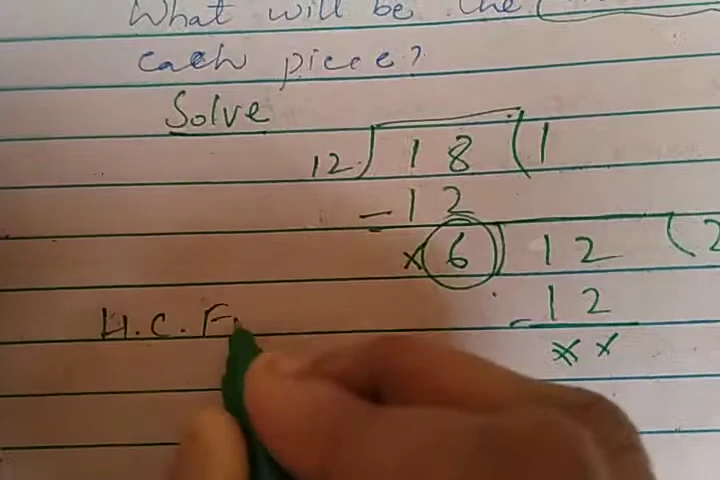 What will be the
each piece?
Solve
12) 18 (1
- 12
× 6) 12 (2
- 12
× ×
H.C.F.